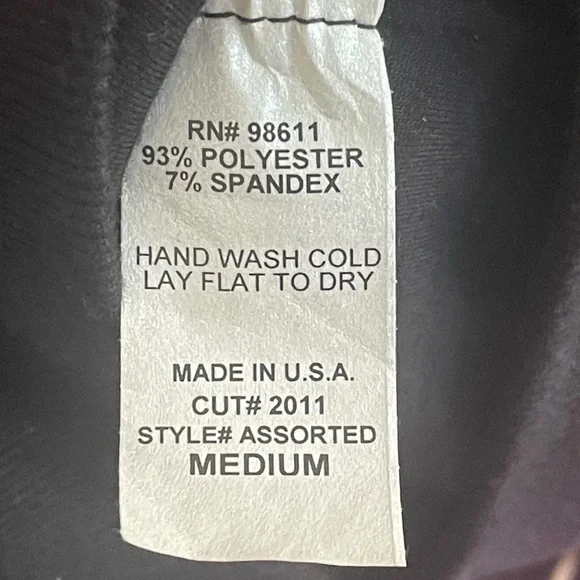 RN# 98611
93% POLYESTER
7% SPANDEX
HAND WASH COLD
LAY FLAT TO DRY
MADE IN U.S.A.
CUT# 2011
STYLE# ASSORTED
MEDIUM